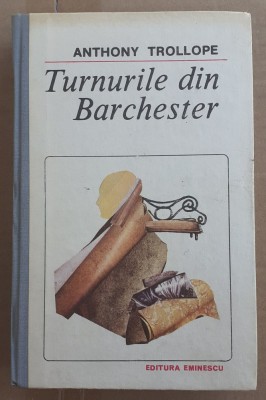 ANTHONY TROLLOPE
Turnurile din
Barchester
EDITURA EMINESCU